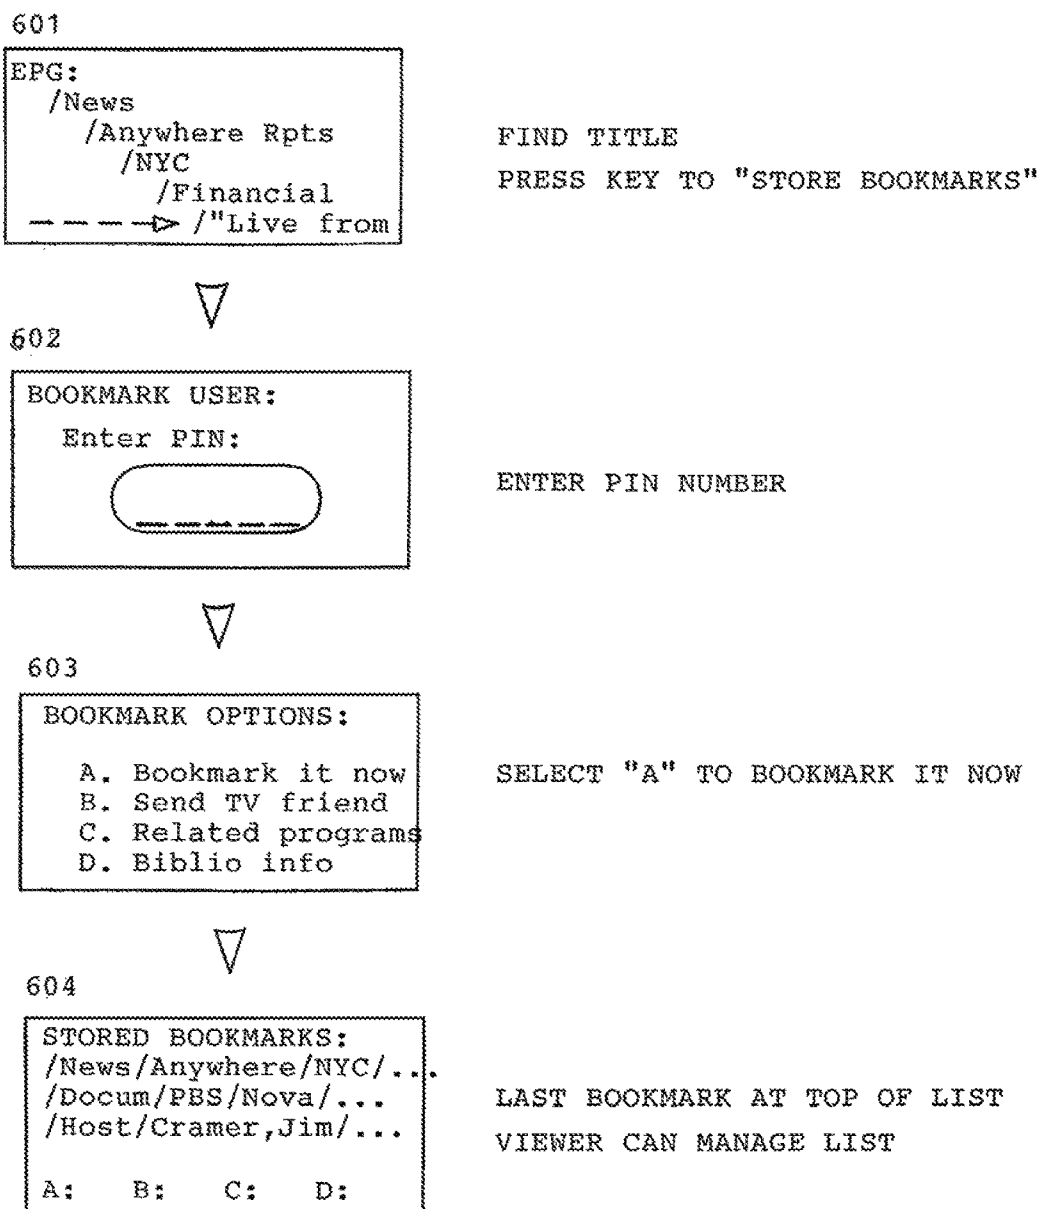 601
EPG:
/News
/Anywhere Rpts
/NYC
/Financial
/"Live from
FIND TITLE
PRESS KEY TO "STORE BOOKMARKS"
602
BOOKMARK USER:
Enter PIN:
ENTER PIN NUMBER
603
BOOKMARK OPTIONS:
A. Bookmark it now
B. Send TV friend
C. Related programs
D. Biblio info
SELECT "A" TO BOOKMARK IT NOW
604
STORED BOOKMARKS:
/News/Anywhere/NYC/...
/Docum/PBS/Nova/...
/Host/Cramer,Jim/...
A: B: C: D:
LAST BOOKMARK AT TOP OF LIST
VIEWER CAN MANAGE LIST